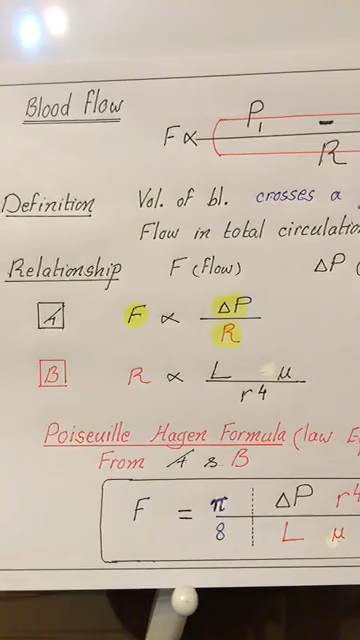 Blood Flow
P₁ -
F ∝
R
Definition Vol. of bl. crosses a
Flow in total circulation
Relationship F (flow) ΔP (
A F ∝ ΔP / R
B R ∝ L μ / r⁴
Poiseuille Hagen Formula (law
From A & B
F = π / 8 ΔP r⁴ / L μ